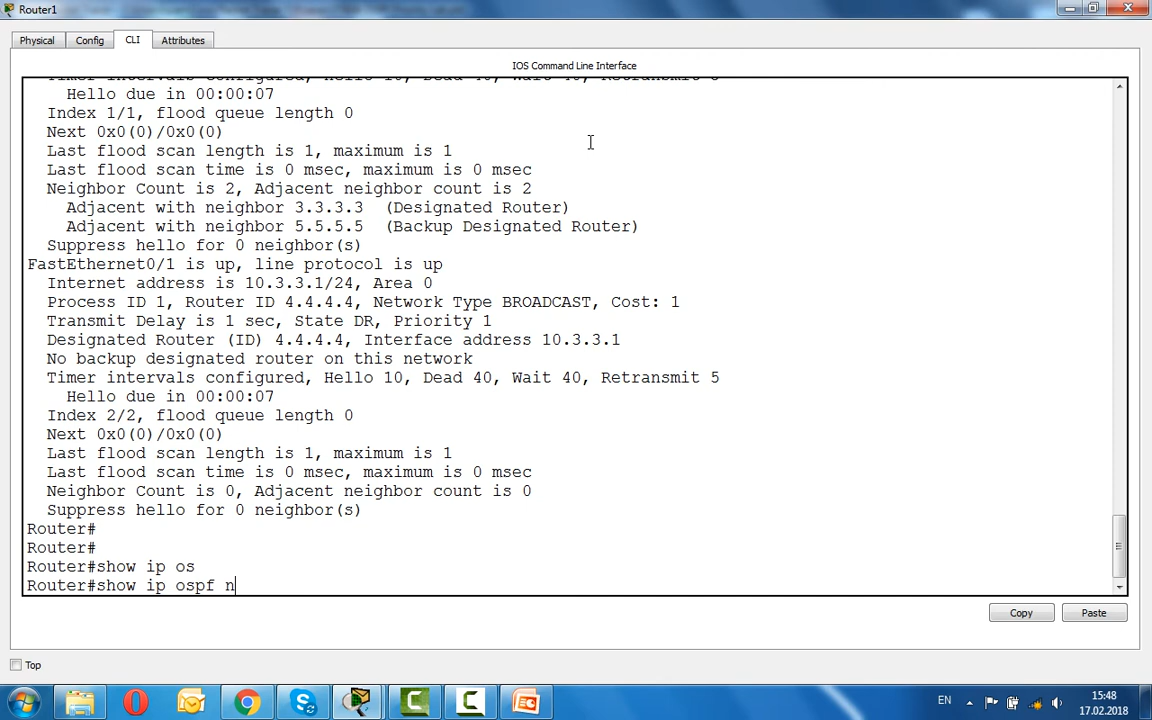 Router1
Physical
Config
CLI
Attributes
IOS Command Line Interface
Timer intervals configured, Hello 10, Dead 40, Wait 40, Retransmit 5
Hello due in 00:00:07
Index 1/1, flood queue length 0
Next 0x0(0)/0x0(0)
Last flood scan length is 1, maximum is 1
Last flood scan time is 0 msec, maximum is 0 msec
Neighbor Count is 2, Adjacent neighbor count is 2
Adjacent with neighbor 3.3.3.3  (Designated Router)
Adjacent with neighbor 5.5.5.5  (Backup Designated Router)
Suppress hello for 0 neighbor(s)
FastEthernet0/1 is up, line protocol is up
Internet address is 10.3.3.1/24, Area 0
Process ID 1, Router ID 4.4.4.4, Network Type BROADCAST, Cost: 1
Transmit Delay is 1 sec, State DR, Priority 1
Designated Router (ID) 4.4.4.4, Interface address 10.3.3.1
No backup designated router on this network
Timer intervals configured, Hello 10, Dead 40, Wait 40, Retransmit 5
Hello due in 00:00:07
Index 2/2, flood queue length 0
Next 0x0(0)/0x0(0)
Last flood scan length is 1, maximum is 1
Last flood scan time is 0 msec, maximum is 0 msec
Neighbor Count is 0, Adjacent neighbor count is 0
Suppress hello for 0 neighbor(s)
Router#
Router#
Router#show ip os
Router#show ip ospf n
Copy
Paste
Top
EN
15:48
17.02.2018